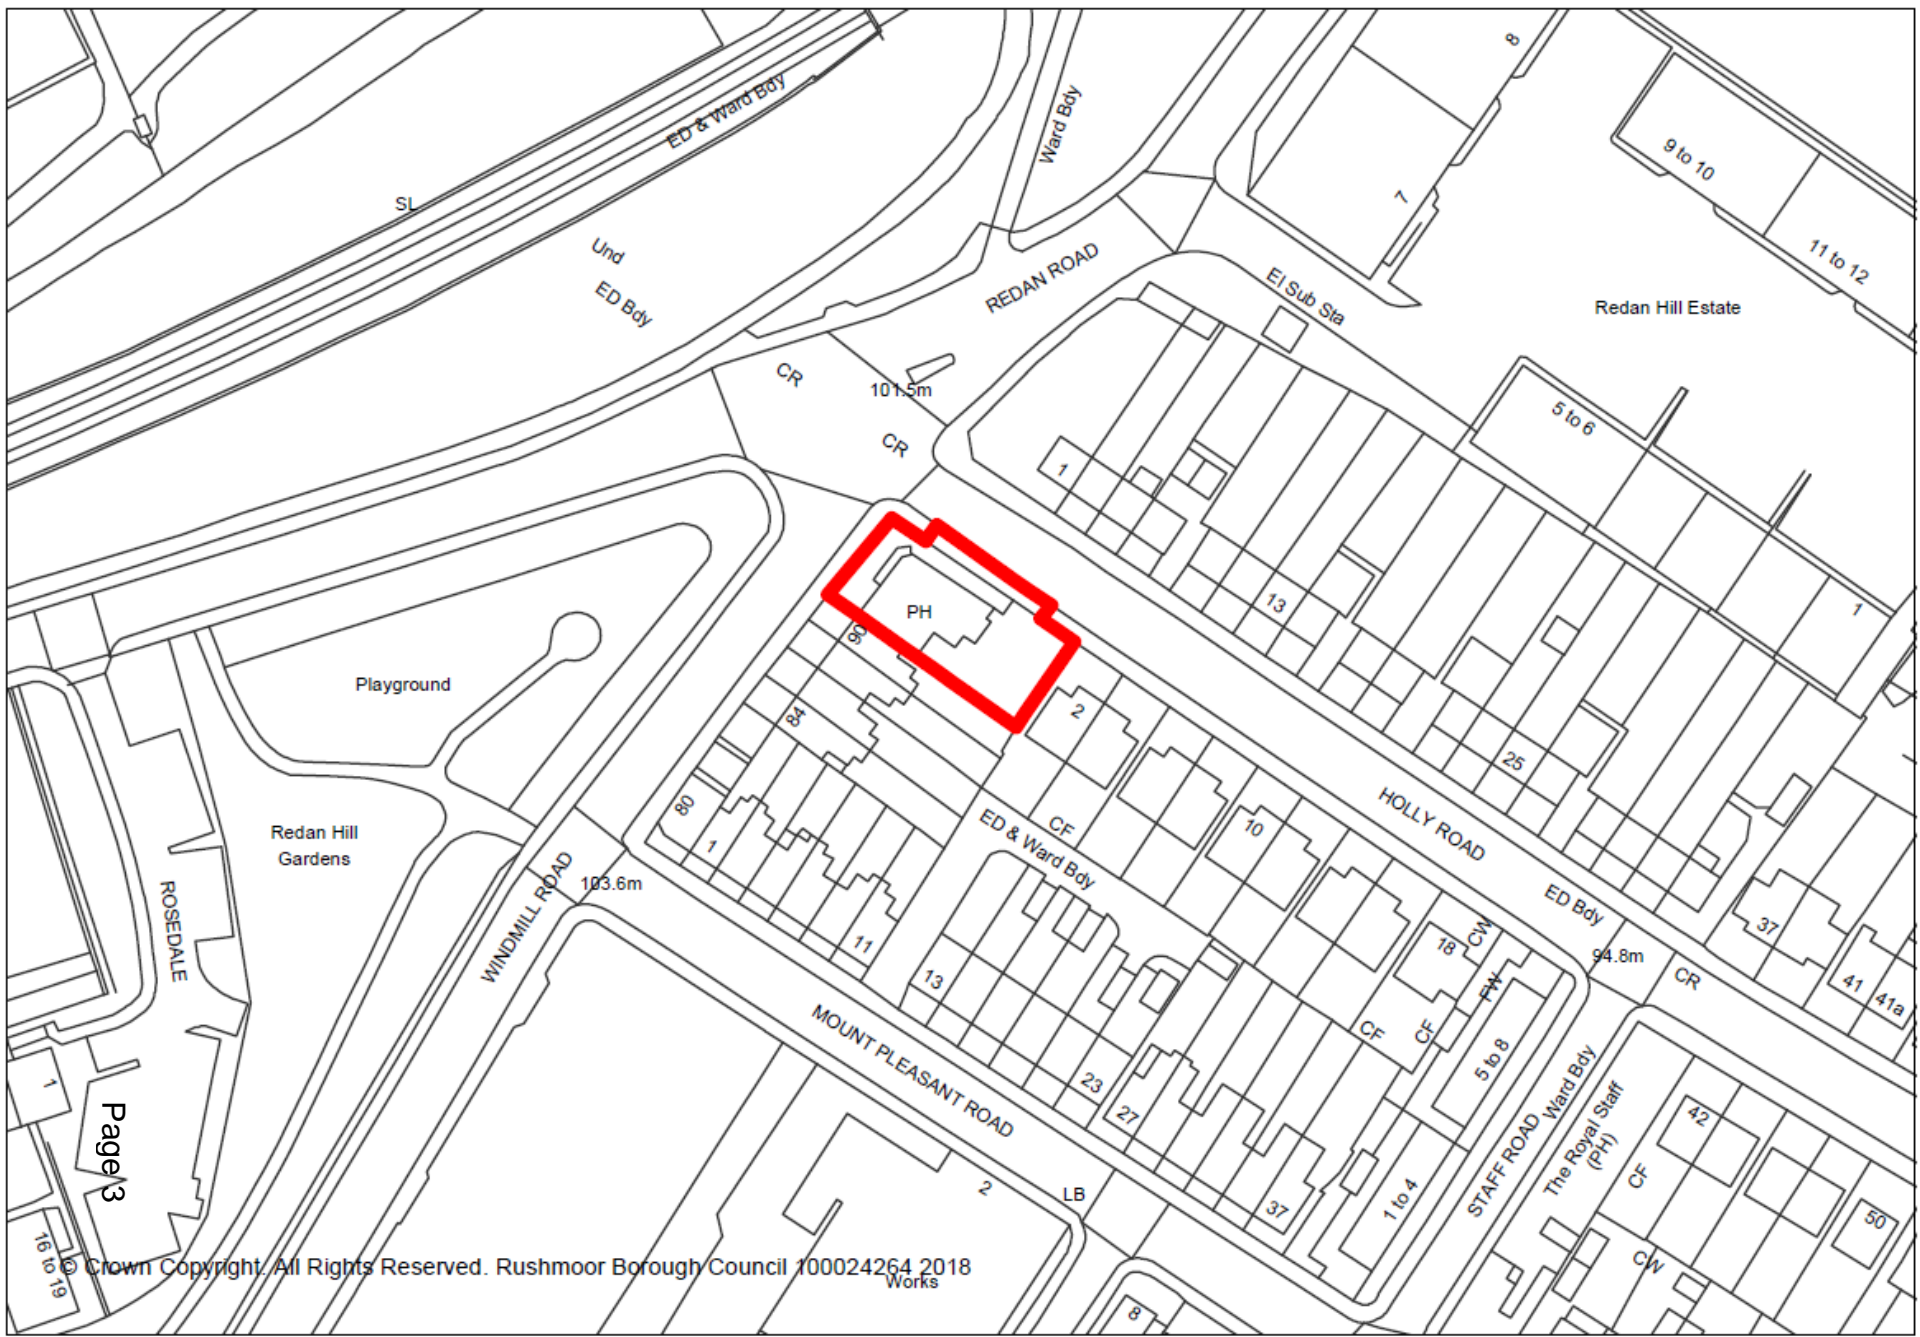 8
ED & Ward Bdy
Ward Bdy
9 to 10
SL
7
Und
11 to 12
REDAN ROAD
El Sub Sta
ED Bdy
Redan Hill Estate
CR
101.5m
5 to 6
CR
1
13
1
PH
90
Playground
2
84
25
80
Redan Hill
Gardens
1
CF
ED & Ward Bdy
10
HOLLY ROAD
103.6m
ROSEDALE
WINDMILL ROAD
11
13
ED Bdy
37
18
CW
94.8m
CR
41
41a
FW
CF
CF
MOUNT PLEASANT ROAD
5 to 8
23
27
1
Page 3
Ward Bdy
STAFF ROAD
The Royal Staff
(PH)
42
CF
2
LB
37
1 to 4
50
16 to 19
CW
© Crown Copyright. All Rights Reserved. Rushmoor Borough Council 100024264 2018
Works
8